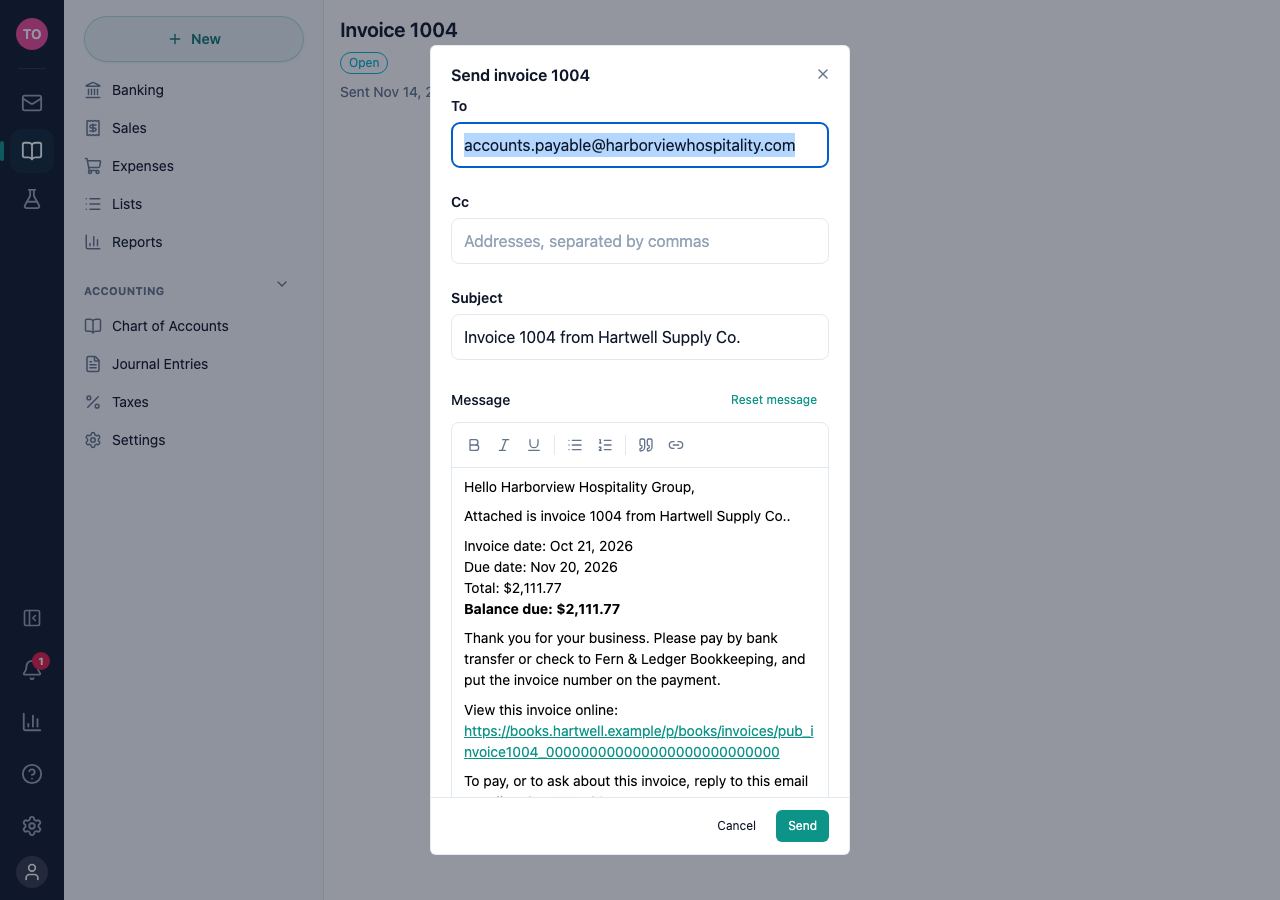 TO
New
Banking
Sales
Expenses
Lists
Reports
ACCOUNTING
Chart of Accounts
Journal Entries
Taxes
Settings
1
Invoice 1004
Open
Sent Nov 14, 2
Send invoice 1004
To
accounts.payable@harborviewhospitality.com
Cc
Addresses, separated by commas
Subject
Invoice 1004 from Hartwell Supply Co.
Message
Reset message
Hello Harborview Hospitality Group,
Attached is invoice 1004 from Hartwell Supply Co..
Invoice date: Oct 21, 2026
Due date: Nov 20, 2026
Total: $2,111.77
Balance due: $2,111.77
Thank you for your business. Please pay by bank
transfer or check to Fern & Ledger Bookkeeping, and
put the invoice number on the payment.
View this invoice online:
https://books.hartwell.example/p/books/invoices/pub_i
nvoice1004_000000000000000000000000000
To pay, or to ask about this invoice, reply to this email
Cancel
Send